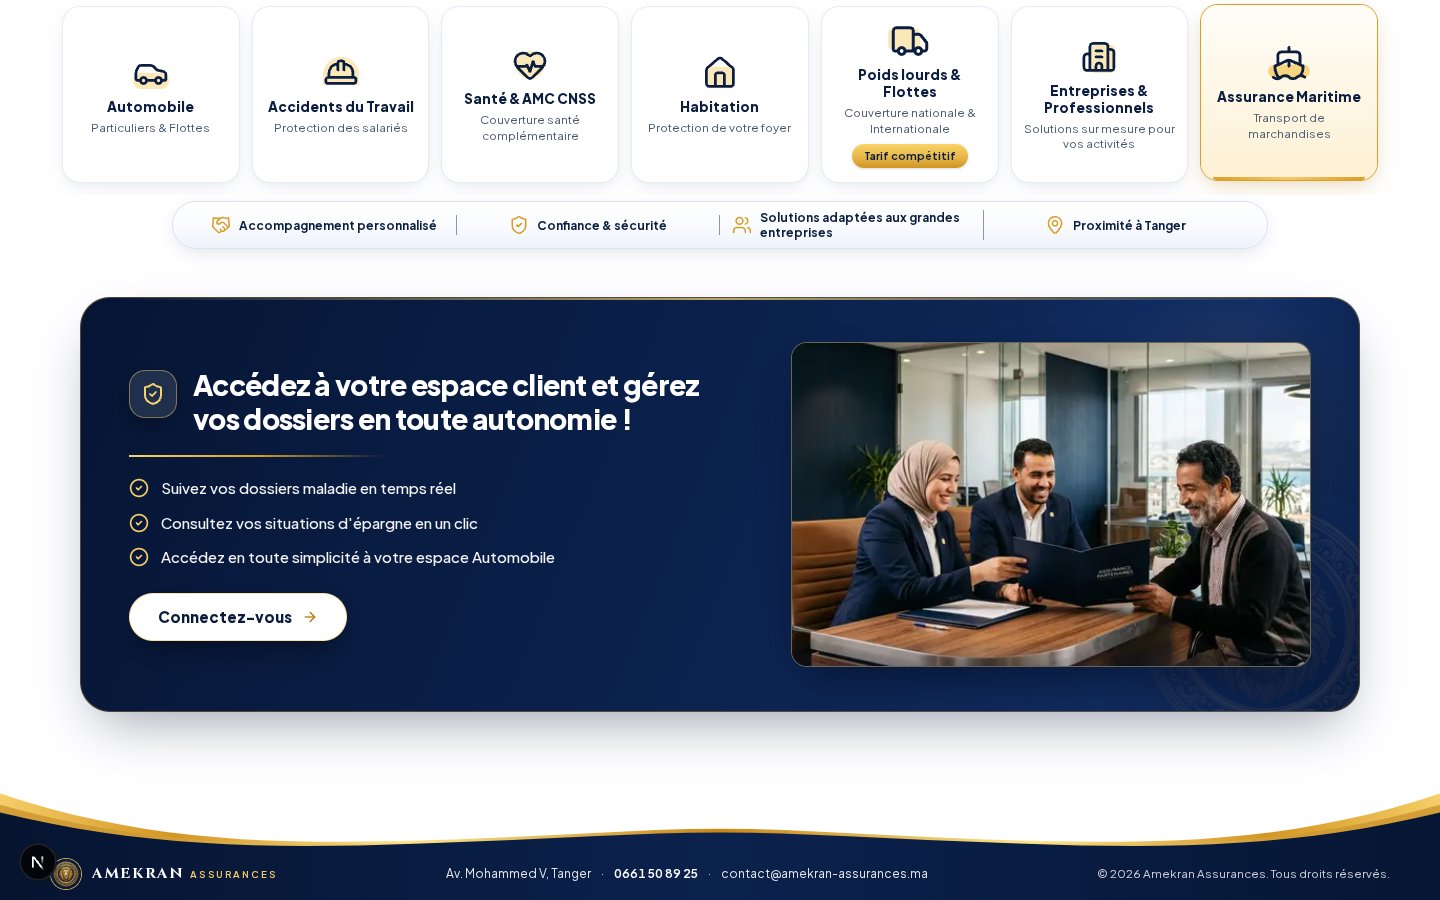 Automobile
Particuliers & Flottes
Accidents du Travail
Protection des salariés
Santé & AMC CNSS
Couverture santé
complémentaire
Habitation
Protection de votre foyer
Poids lourds &
Flottes
Couverture nationale &
Internationale
Tarif compétitif
Entreprises &
Professionnels
Solutions sur mesure pour
vos activités
Assurance Maritime
Transport de
marchandises
Accompagnement personnalisé
Confiance & sécurité
Solutions adaptées aux grandes
entreprises
Proximité à Tanger
Accédez à votre espace client et gérez
vos dossiers en toute autonomie !
Suivez vos dossiers maladie en temps réel
Consultez vos situations d'épargne en un clic
Accédez en toute simplicité à votre espace Automobile
Connectez-vous
ASSURANCE
PARTENAIRES
N
AMEKRAN ASSURANCES
Av. Mohammed V, Tanger · 0661 50 89 25 · contact@amekran-assurances.ma
© 2026 Amekran Assurances. Tous droits réservés.